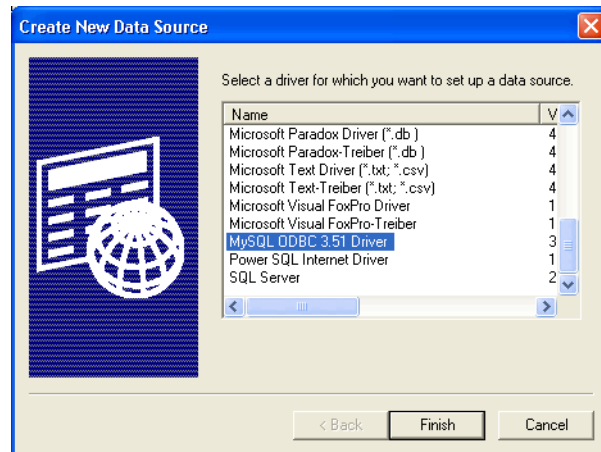 Create New Data Source
Select a driver for which you want to set up a data source.
Name V
Microsoft Paradox Driver (*.db ) 4
Microsoft Paradox-Treiber (*.db ) 4
Microsoft Text Driver (*.txt; *.csv) 4
Microsoft Text-Treiber (*.txt; *.csv) 4
Microsoft Visual FoxPro Driver 1
Microsoft Visual FoxPro-Treiber 1
MySQL ODBC 3.51 Driver 3
Power SQL Internet Driver 1
SQL Server 2
< Back Finish Cancel